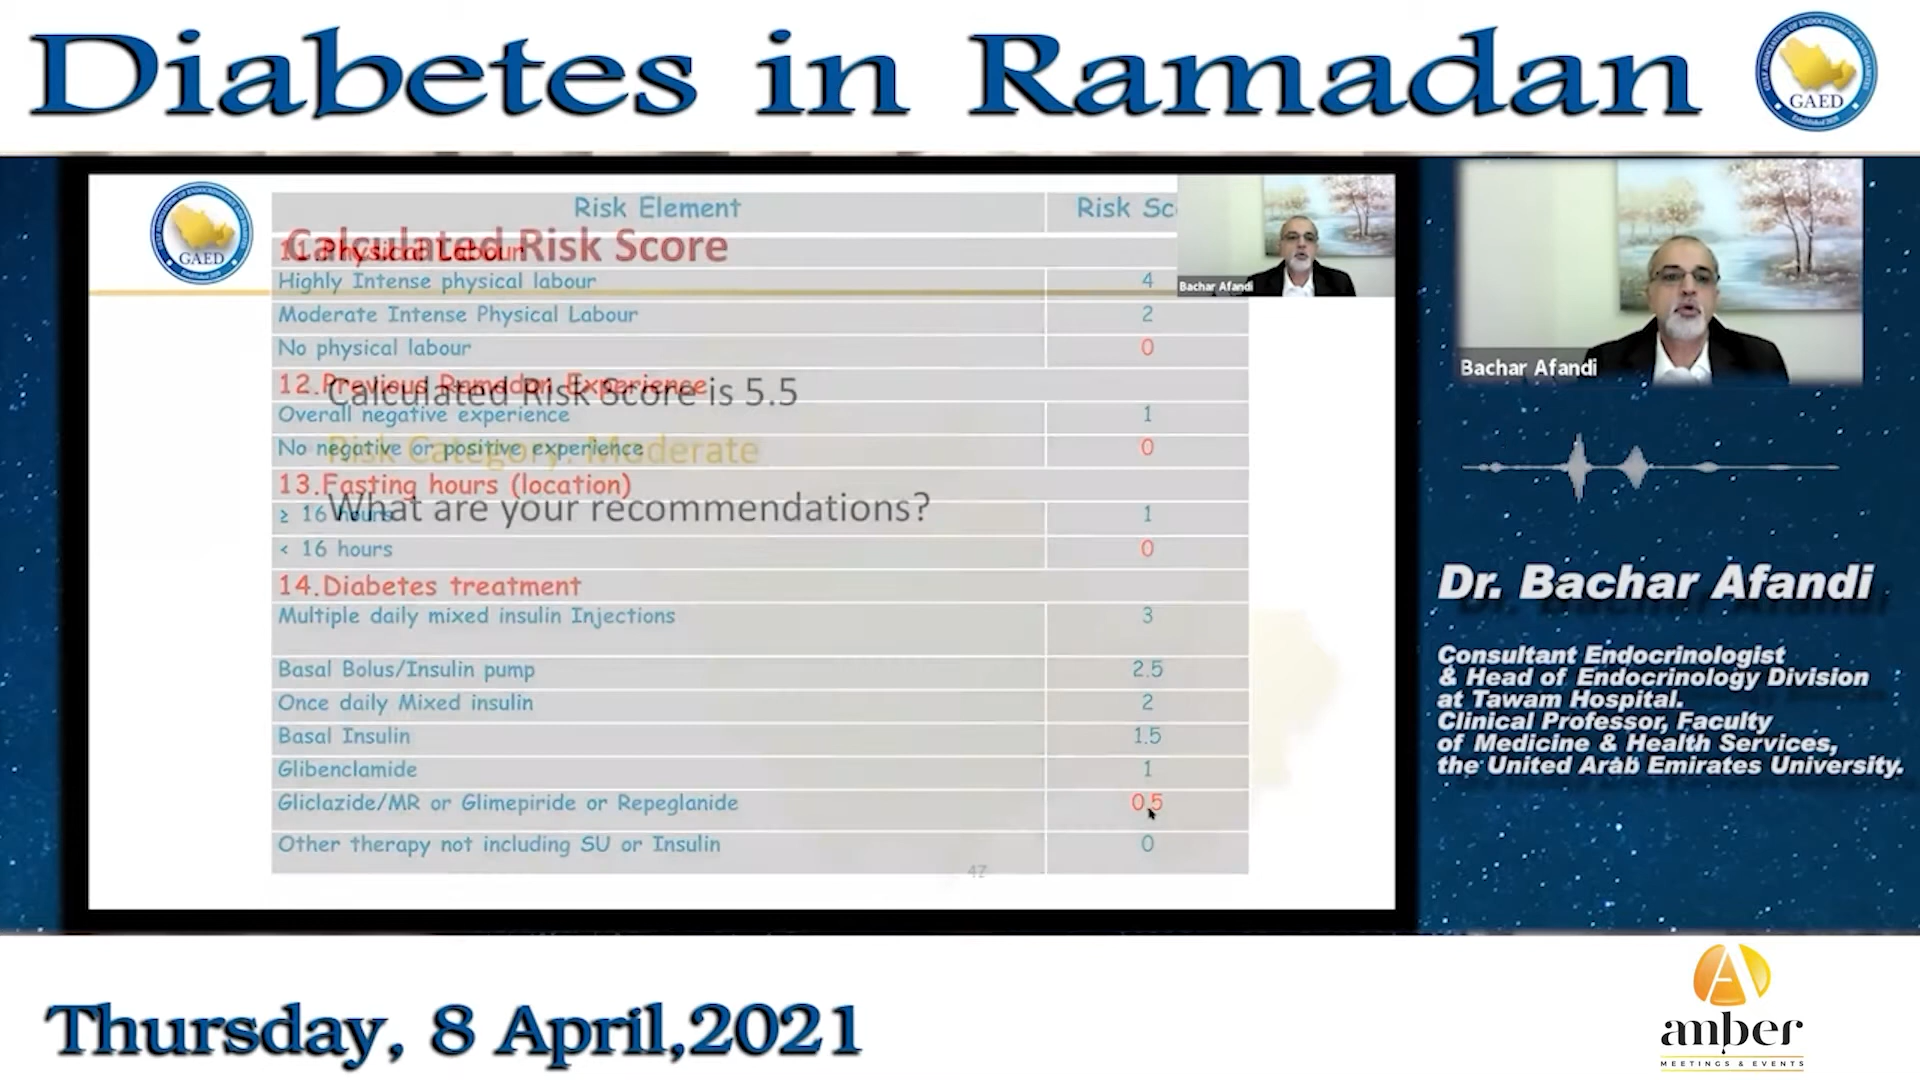 Diabetes in Ramadan
GAED
GAED
Risk Element
Calculated Risk Score
11. Physical Labour
Highly Intense physical labour 4
Moderate Intense Physical Labour 2
No physical labour 0
12.Previous Ramadan Experience
Calculated Risk Score is 5.5
Overall negative experience 1
No negative or positive experience 0
Risk Category: Moderate
13.Fasting hours (location)
What are your recommendations?
≥ 16 hours 1
< 16 hours 0
14.Diabetes treatment
Multiple daily mixed insulin Injections 3
Basal Bolus/Insulin pump 2.5
Once daily Mixed insulin 2
Basal Insulin 1.5
Glibenclamide 1
Gliclazide/MR or Glimepiride or Repeglanide 0.5
Other therapy not including SU or Insulin 0
47
Bachar Afandi
Bachar Afandi
Dr. Bachar Afandi
Consultant Endocrinologist
& Head of Endocrinology Division
at Tawam Hospital.
Clinical Professor, Faculty
of Medicine & Health Services,
the United Arab Emirates University.
Thursday, 8 April,2021
amber
MEETINGS & EVENTS